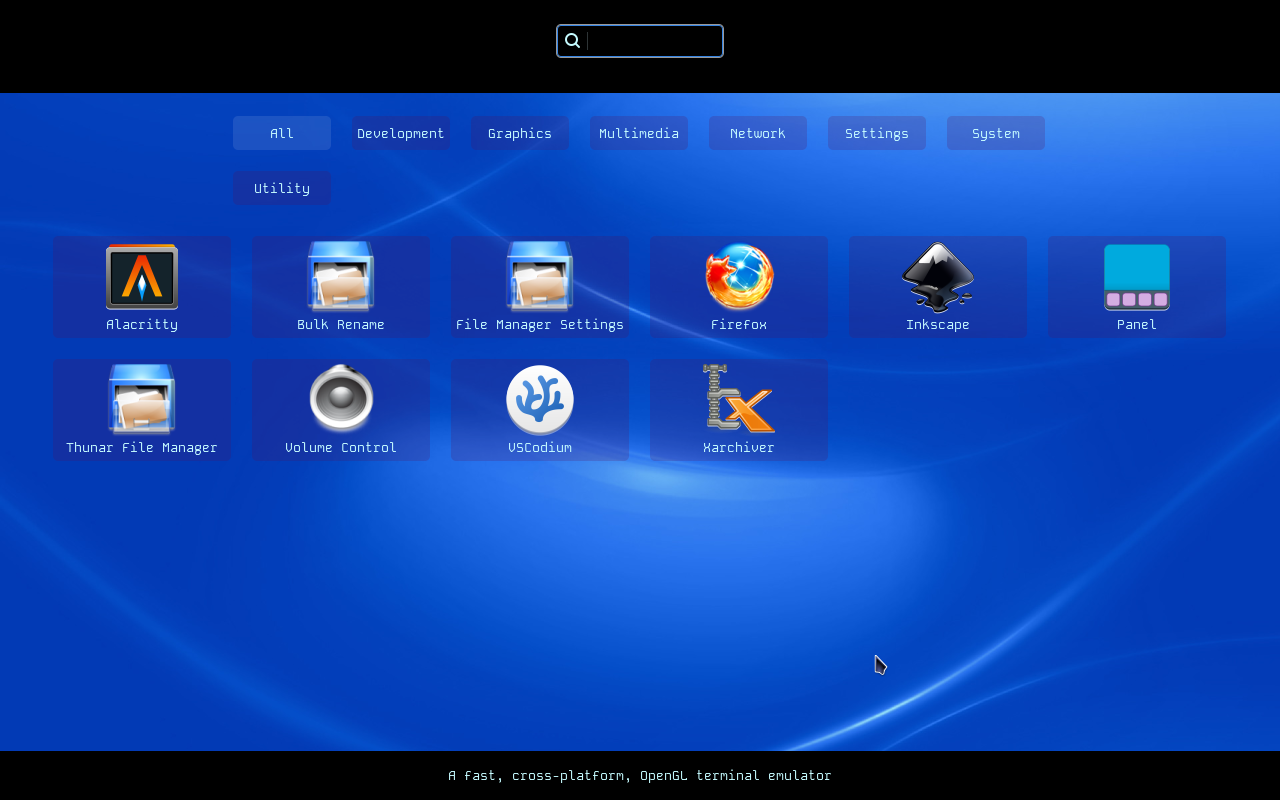 All Development Graphics Multimedia Network Settings System
Utility
Alacritty Bulk Rename File Manager Settings Firefox Inkscape Panel
Thunar File Manager Volume Control VSCodium Xarchiver
A fast, cross-platform, OpenGL terminal emulator